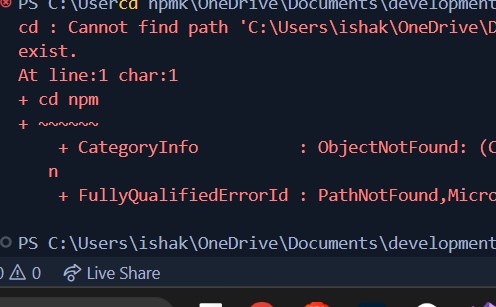 PS C:\Usercd npmk\OneDrive\Documents\development
cd : Cannot find path 'C:\Users\ishak\OneDrive\D
exist.
At line:1 char:1
+ cd npm
+ ~~~~~~
+ CategoryInfo : ObjectNotFound: (C
n
+ FullyQualifiedErrorId : PathNotFound,Micro
PS C:\Users\ishak\OneDrive\Documents\development
0 0 Live Share